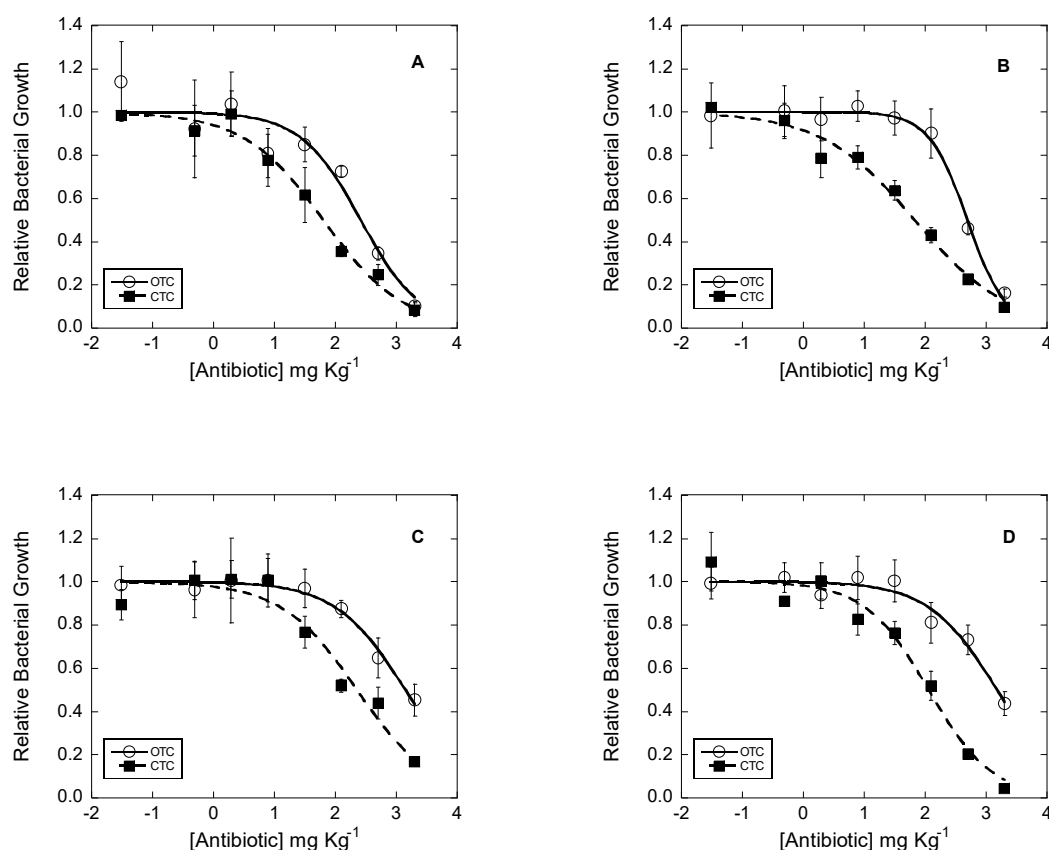 1.4
1.2
1.0
0.8
0.6
0.4
0.2
0.0
Relative Bacterial Growth
A
OTC
CTC
-2 -1 0 1 2 3 4
[Antibiotic] mg Kg-1
1.4
1.2
1.0
0.8
0.6
0.4
0.2
0.0
Relative Bacterial Growth
B
OTC
CTC
-2 -1 0 1 2 3 4
[Antibiotic] mg Kg-1
1.4
1.2
1.0
0.8
0.6
0.4
0.2
0.0
Relative Bacterial Growth
C
OTC
CTC
-2 -1 0 1 2 3 4
[Antibiotic] mg Kg-1
1.4
1.2
1.0
0.8
0.6
0.4
0.2
0.0
Relative Bacterial Growth
D
OTC
CTC
-2 -1 0 1 2 3 4
[Antibiotic] mg Kg-1